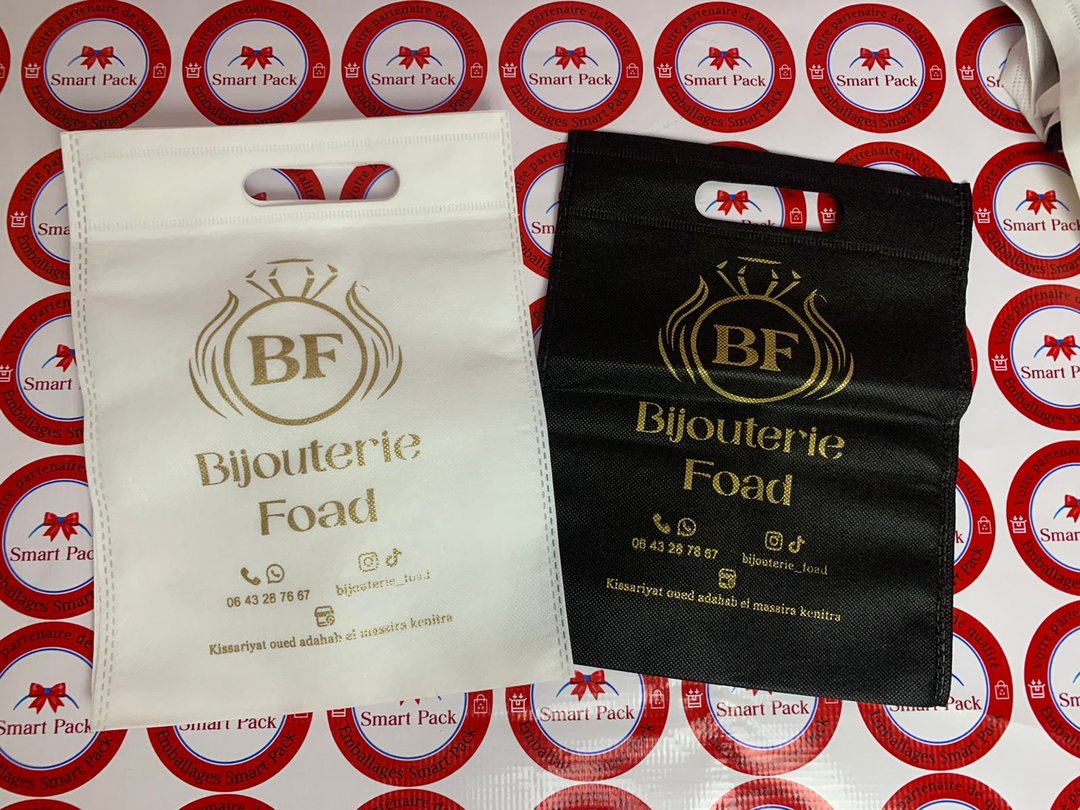 Votre partenaire de qualité
Smart Pack
Emballages Smart Pack
BF
Bijouterie
Foad
06 43 28 76 67
bijouterie_foad
Kissariyat oued adahab el massira kenitra
BF
Bijouterie
Foad
06 43 28 76 67
bijouterie_foad
Kissariyat oued adahab el massira kenitra